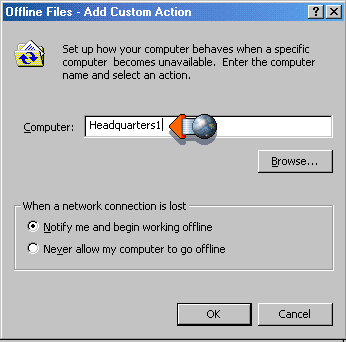 Offline Files - Add Custom Action
Set up how your computer behaves when a specific
computer becomes unavailable. Enter the computer
name and select an action.
Computer: Headquarters1
Browse...
When a network connection is lost
Notify me and begin working offline
Never allow my computer to go offline
OK Cancel